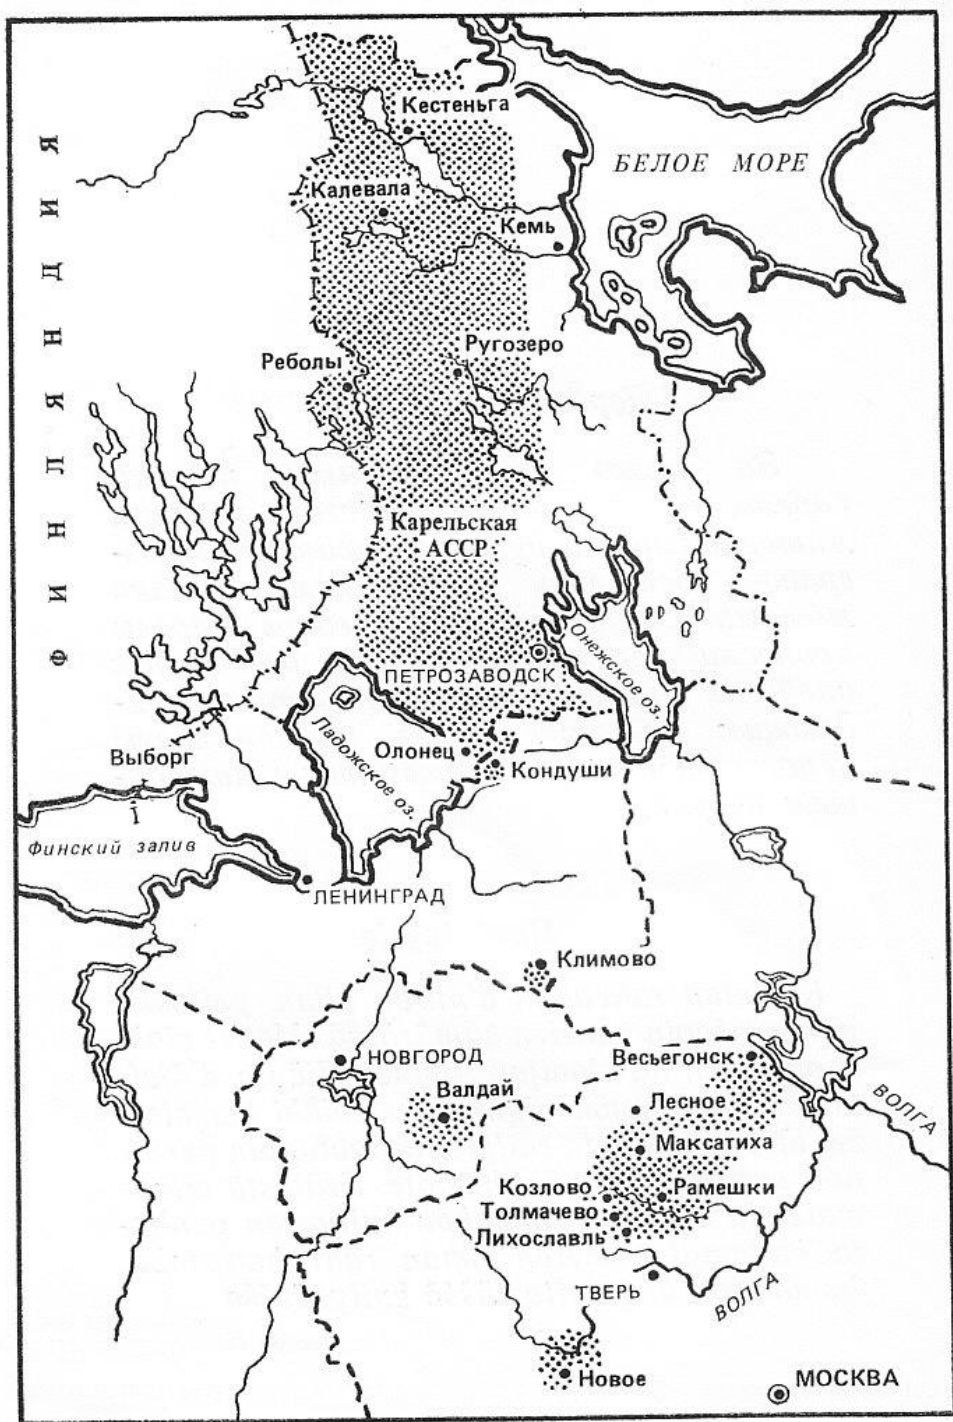 Кестеньга
БЕЛОЕ МОРЕ
Калевала
Кемь
ФИНЛЯНДИЯ
Ругозеро
Реболы
Карельская
АССР
Онежское оз.
ПЕТРОЗАВОДСК
Ладожское оз.
Олонец
Выборг
Кондуши
Финский залив
ЛЕНИНГРАД
Климово
НОВГОРОД
Весьегонск
Валдай
Лесное
ВОЛГА
Максатиха
Козлово
Рамешки
Толмачево
Лихославль
ТВЕРЬ
ВОЛГА
Новое
МОСКВА